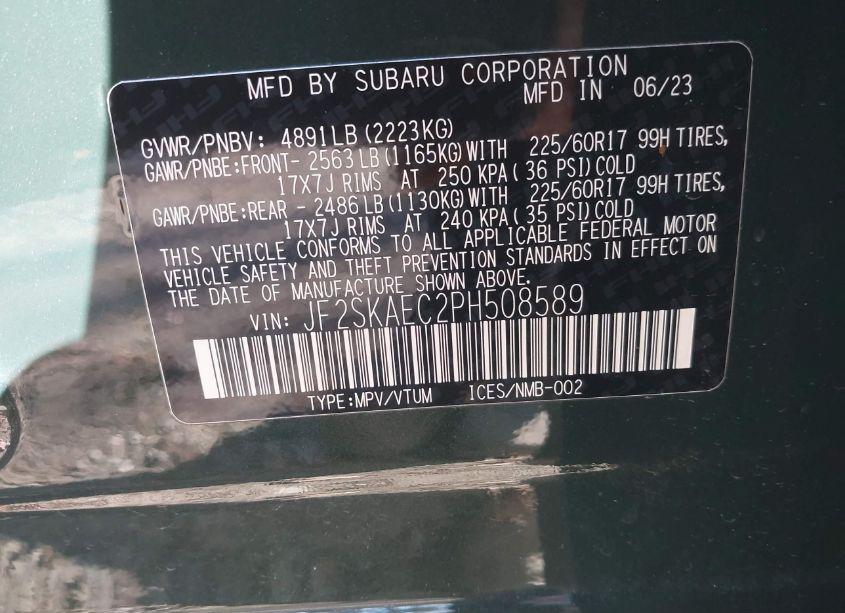 MFD BY SUBARU CORPORATION
MFD IN 06/23
GVWR/PNBV: 4891LB (2223KG)
GAWR/PNBE:FRONT- 2563 LB (1165KG) WITH 225/60R17 99H TIRES,
17X7J RIMS AT 250 KPA ( 36 PSI) COLD
GAWR/PNBE:REAR - 2486 LB (1130KG) WITH 225/60R17 99H TIRES,
17X7J RIMS AT 240 KPA ( 35 PSI) COLD
THIS VEHICLE CONFORMS TO ALL APPLICABLE FEDERAL MOTOR
VEHICLE SAFETY AND THEFT PREVENTION STANDARDS IN EFFECT ON
THE DATE OF MANUFACTURE SHOWN ABOVE.
VIN: JF2SKAEC2PH508589
TYPE:MPV/VTUM ICES/NMB-002